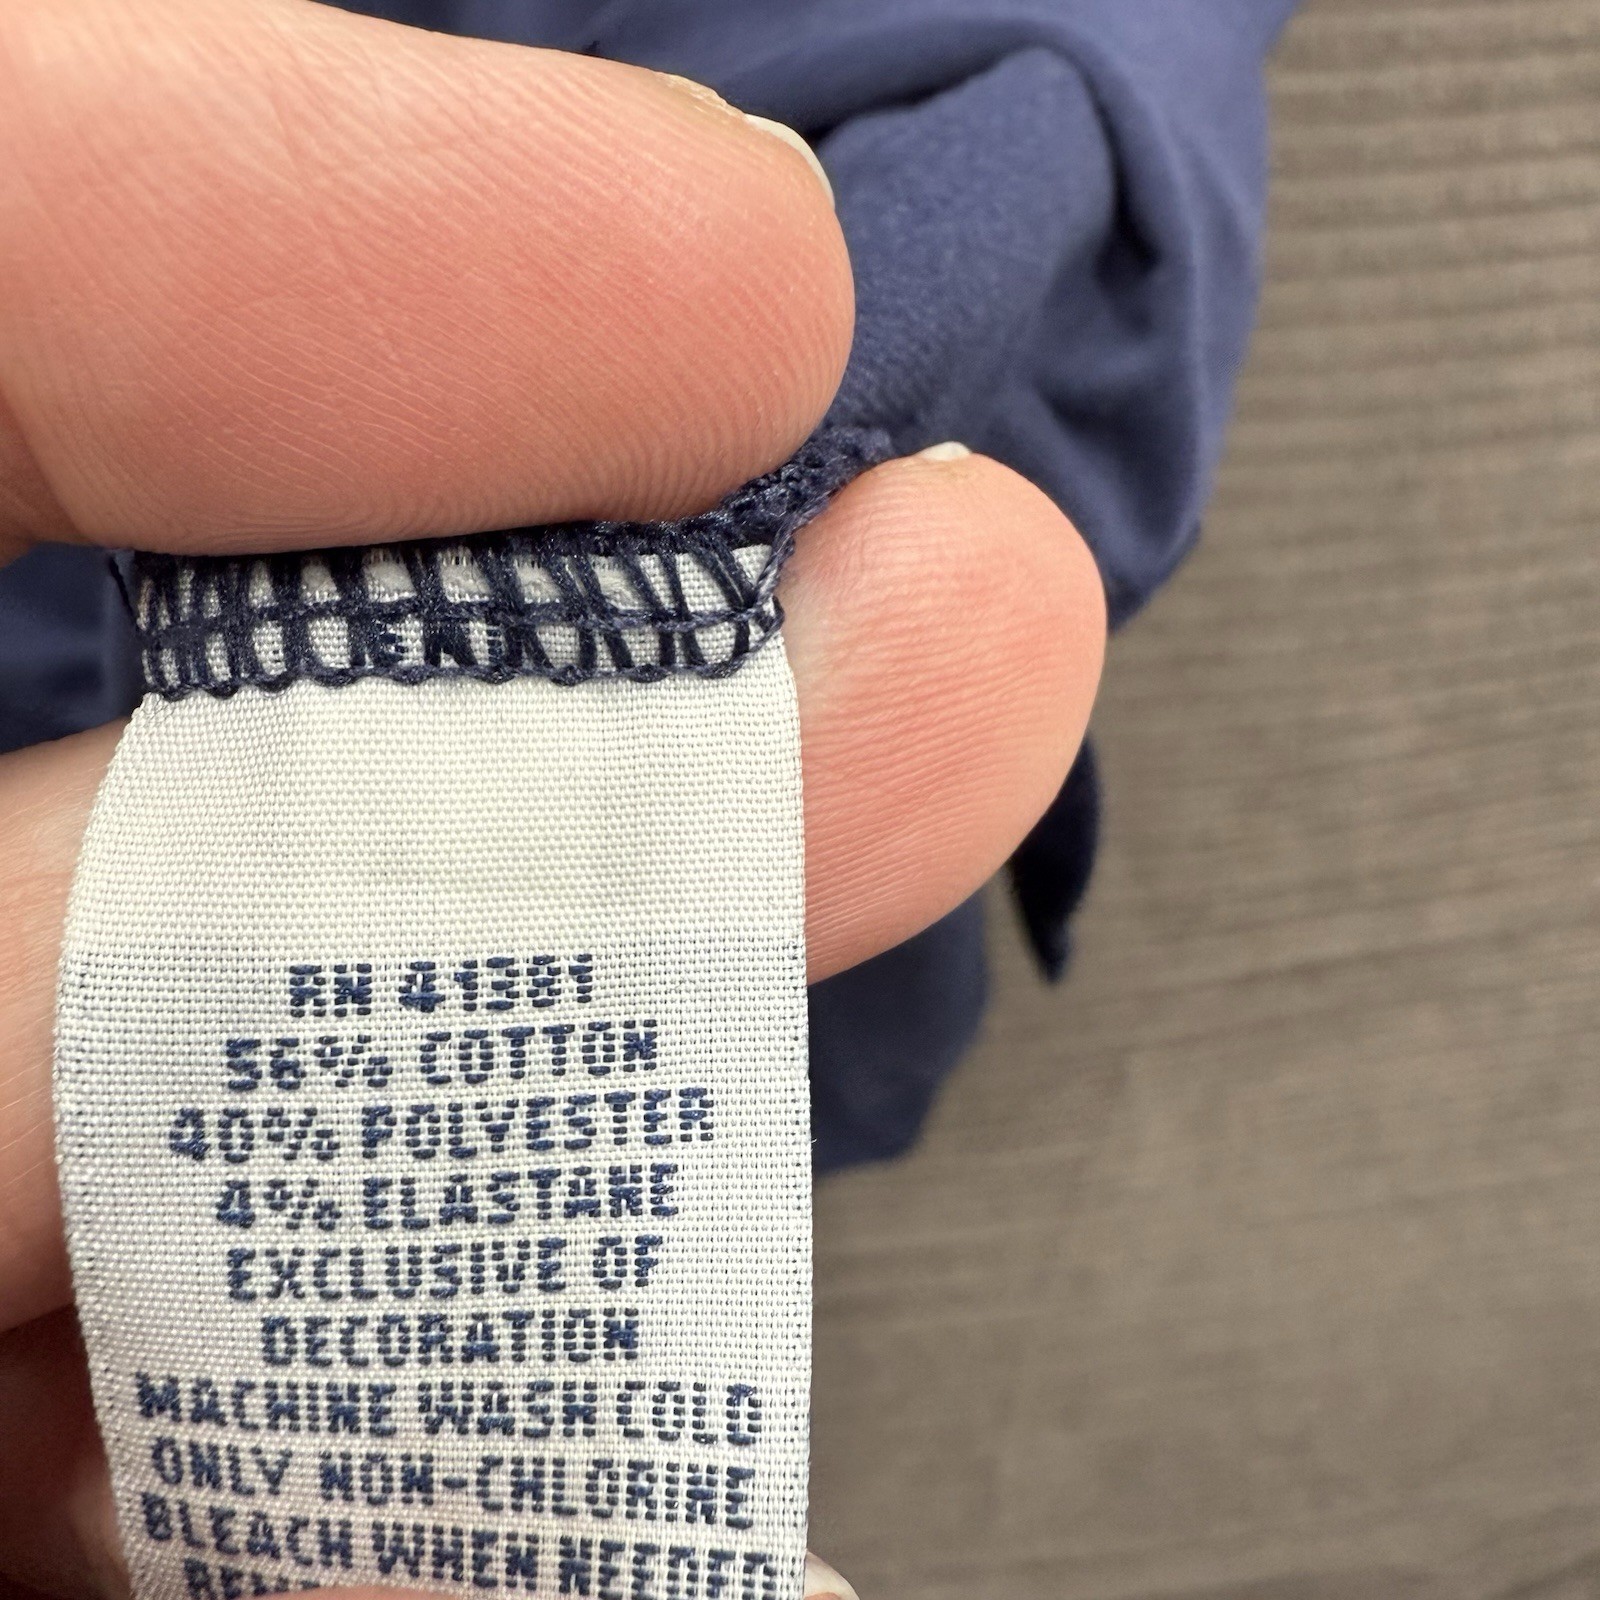 RN 41381
56% COTTON
40% POLYESTER
4% ELASTANE
EXCLUSIVE OF
DECORATION
MACHINE WASH COLD
ONLY NON-CHLORINE
BLEACH WHEN NEEDED